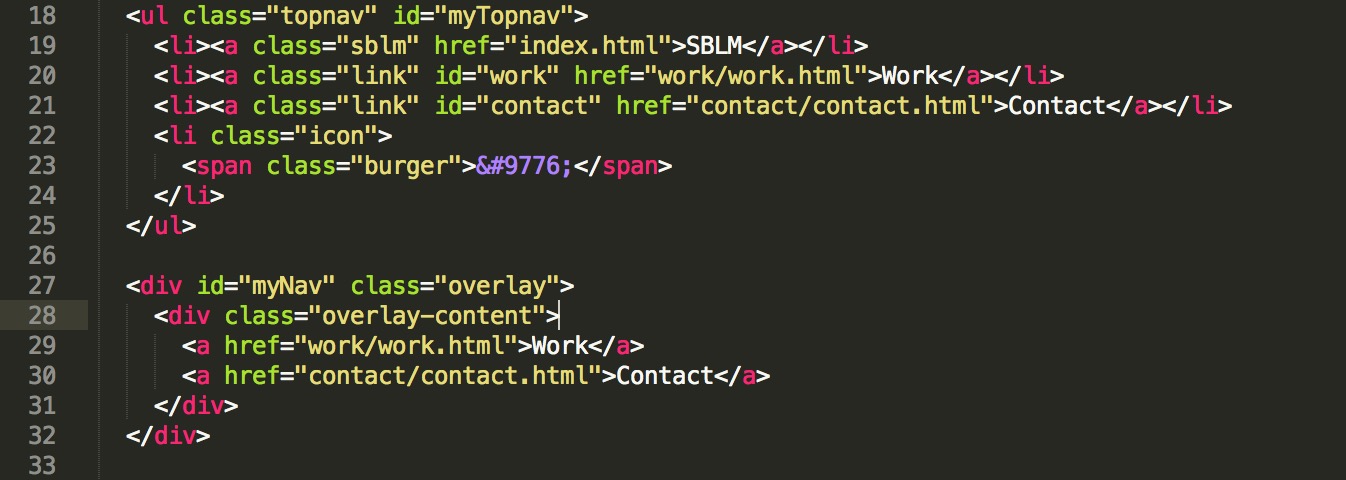 18 <ul class="topnav" id="myTopnav">
19 <li><a class="sblm" href="index.html">SBLM</a></li>
20 <li><a class="link" id="work" href="work/work.html">Work</a></li>
21 <li><a class="link" id="contact" href="contact/contact.html">Contact</a></li>
22 <li class="icon">
23 <span class="burger">&#9776;</span>
24 </li>
25 </ul>
26
27 <div id="myNav" class="overlay">
28 <div class="overlay-content">
29 <a href="work/work.html">Work</a>
30 <a href="contact/contact.html">Contact</a>
31 </div>
32 </div>
33